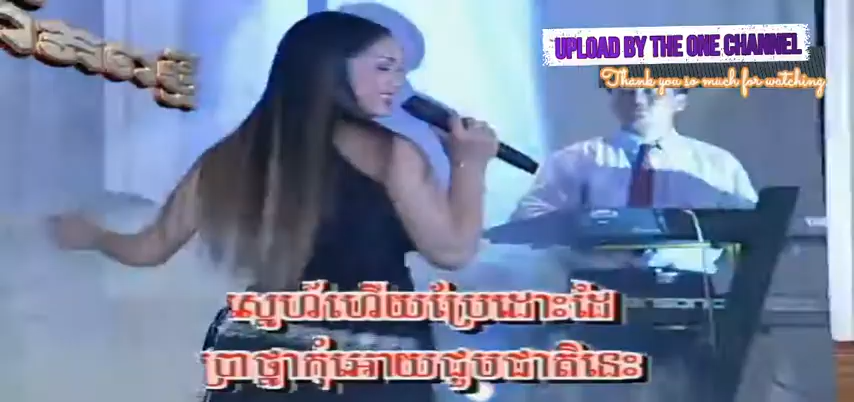 UPLOAD BY THE ONE CHANNEL
Thank you so much for watching
ស្នេហ៍ហើយប្រែដោះដៃ
ប្រាថ្នាកុំអោយជួបជាតិនេះ